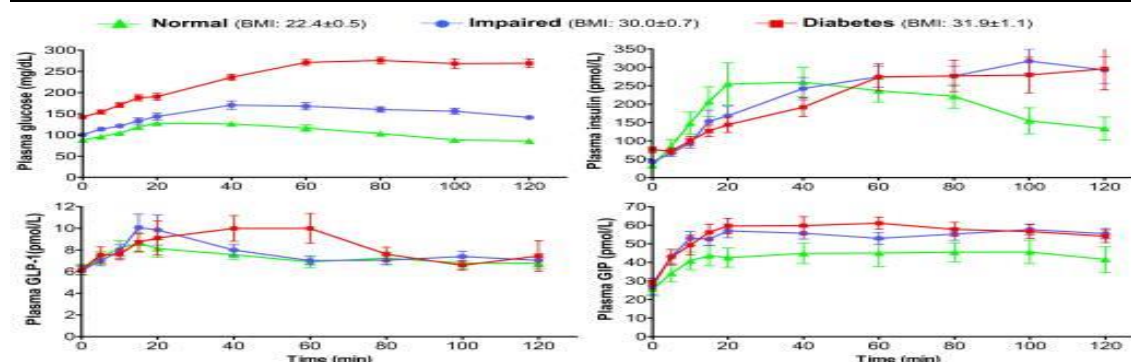 Normal (BMI: 22.4±0.5) Impaired (BMI: 30.0±0.7) Diabetes (BMI: 31.9±1.1)
Plasma glucose (mg/dL)
300
250
200
150
100
50
0
0 20 40 60 80 100 120
Plasma insulin (pmol/L)
350
300
250
200
150
100
50
0
0 20 40 60 80 100 120
Plasma GLP-1(pmol/L)
12
10
8
6
4
2
0
0 20 40 60 80 100 120
Time (min)
Plasma GIP (pmol/L)
70
60
50
40
30
20
10
0
0 20 40 60 80 100 120
Time (min)